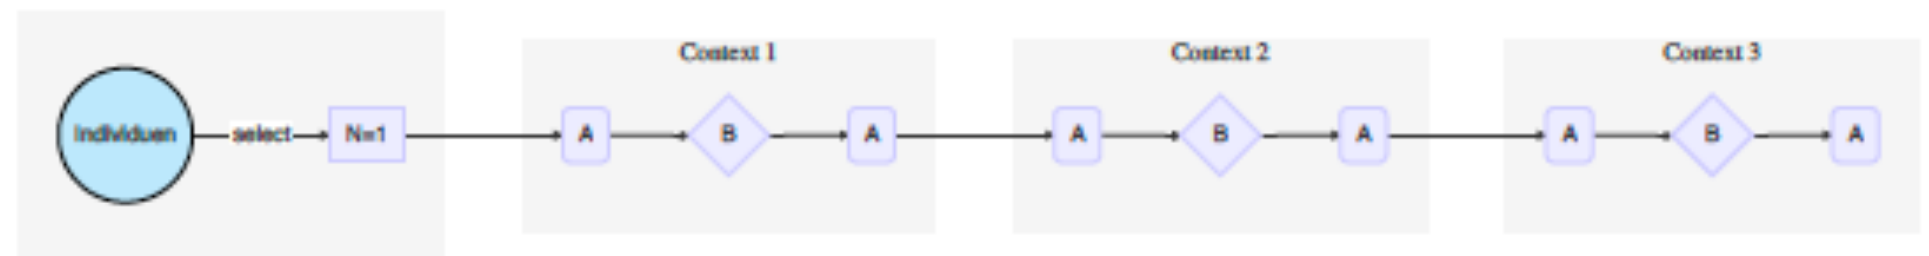 Context 1
Context 2
Context 3
Individuen
select
N=1
A
B
A
A
B
A
A
B
A